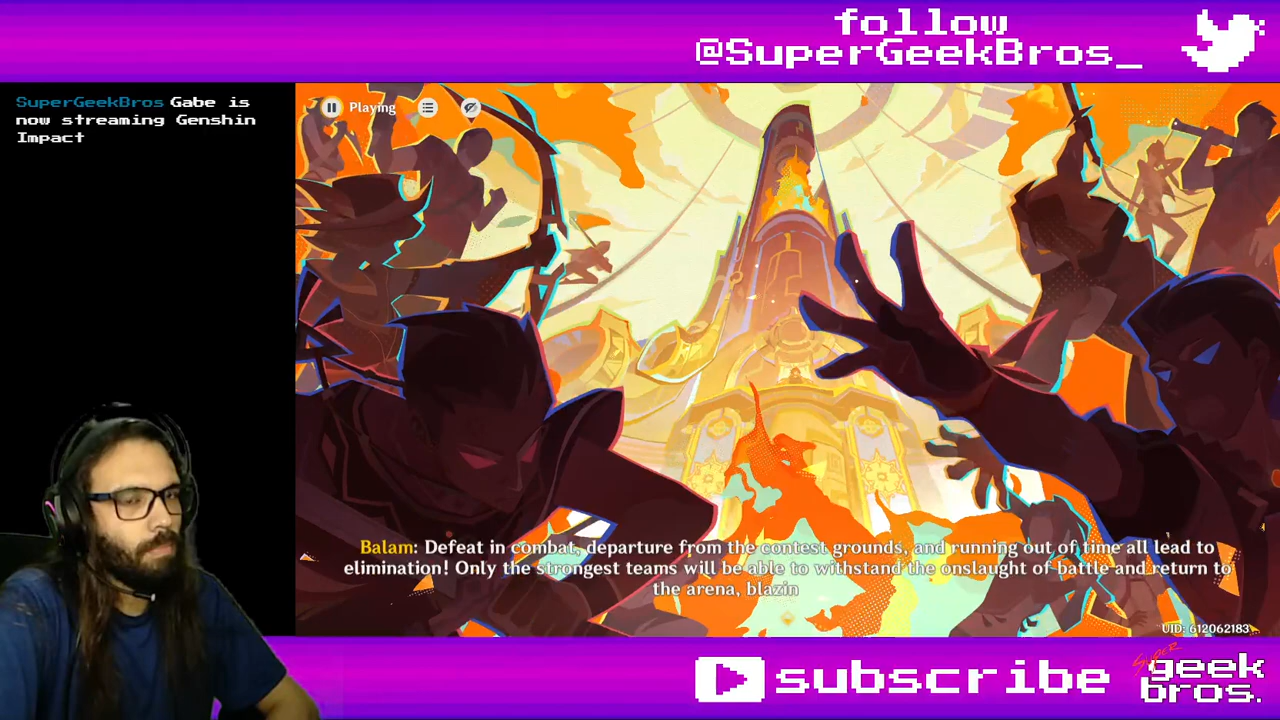 follow
@SuperGeekBros_
SuperGeekBros Gabe is
now streaming Genshin
Impact
Playing
Balam: Defeat in combat, departure from the contest grounds, and running out of time all lead to
elimination! Only the strongest teams will be able to withstand the onslaught of battle and return to
the arena, blazin
UID: 612062183
subscribe
SUPER
geek
bros.